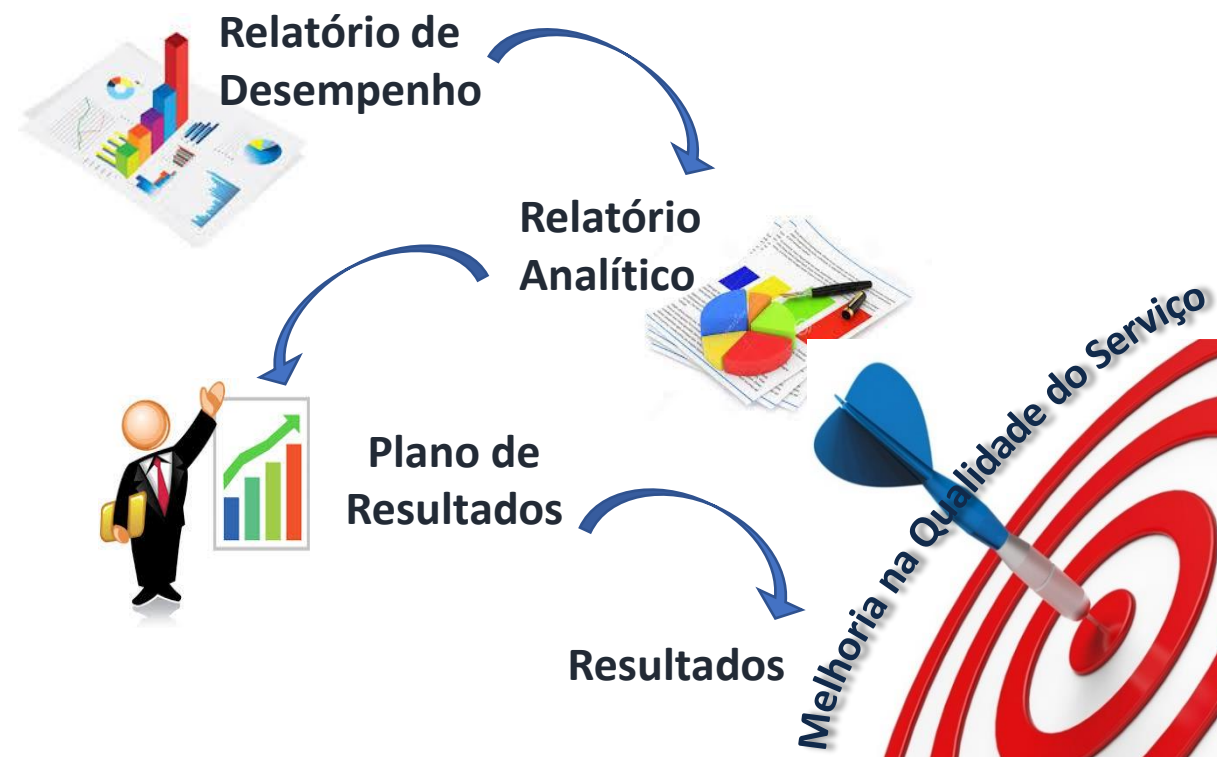 Relatório de
Desempenho
Relatório
Analítico
Plano de
Resultados
Resultados
Melhoria na Qualidade do Serviço